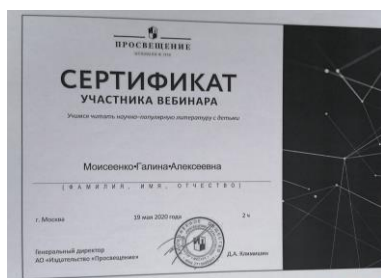 ПРОСВЕЩЕНИЕ
СЕРТИФИКАТ
УЧАСТНИКА ВЕБИНАРА
Учимся читать научно-популярную литературу с детьми
Моисеенко•Галина•Алексеевна
(ФАМИЛИЯ, ИМЯ, ОТЧЕСТВО)
г. Москва 19 мая 2020 года 2 ч
Генеральный директор
АО «Издательство «Просвещение» Д.А. Климишин